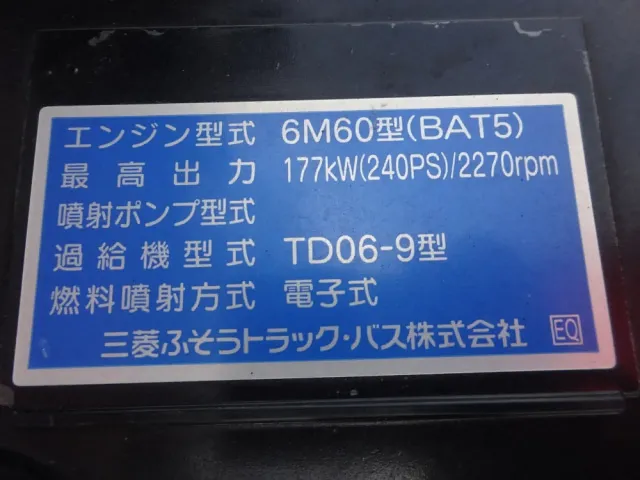 エンジン型式 6M60型(BAT5)
最高出力 177kW(240PS)/2270rpm
噴射ポンプ型式
過給機型式 TD06-9型
燃料噴射方式 電子式
三菱ふそうトラック・バス株式会社 EQ